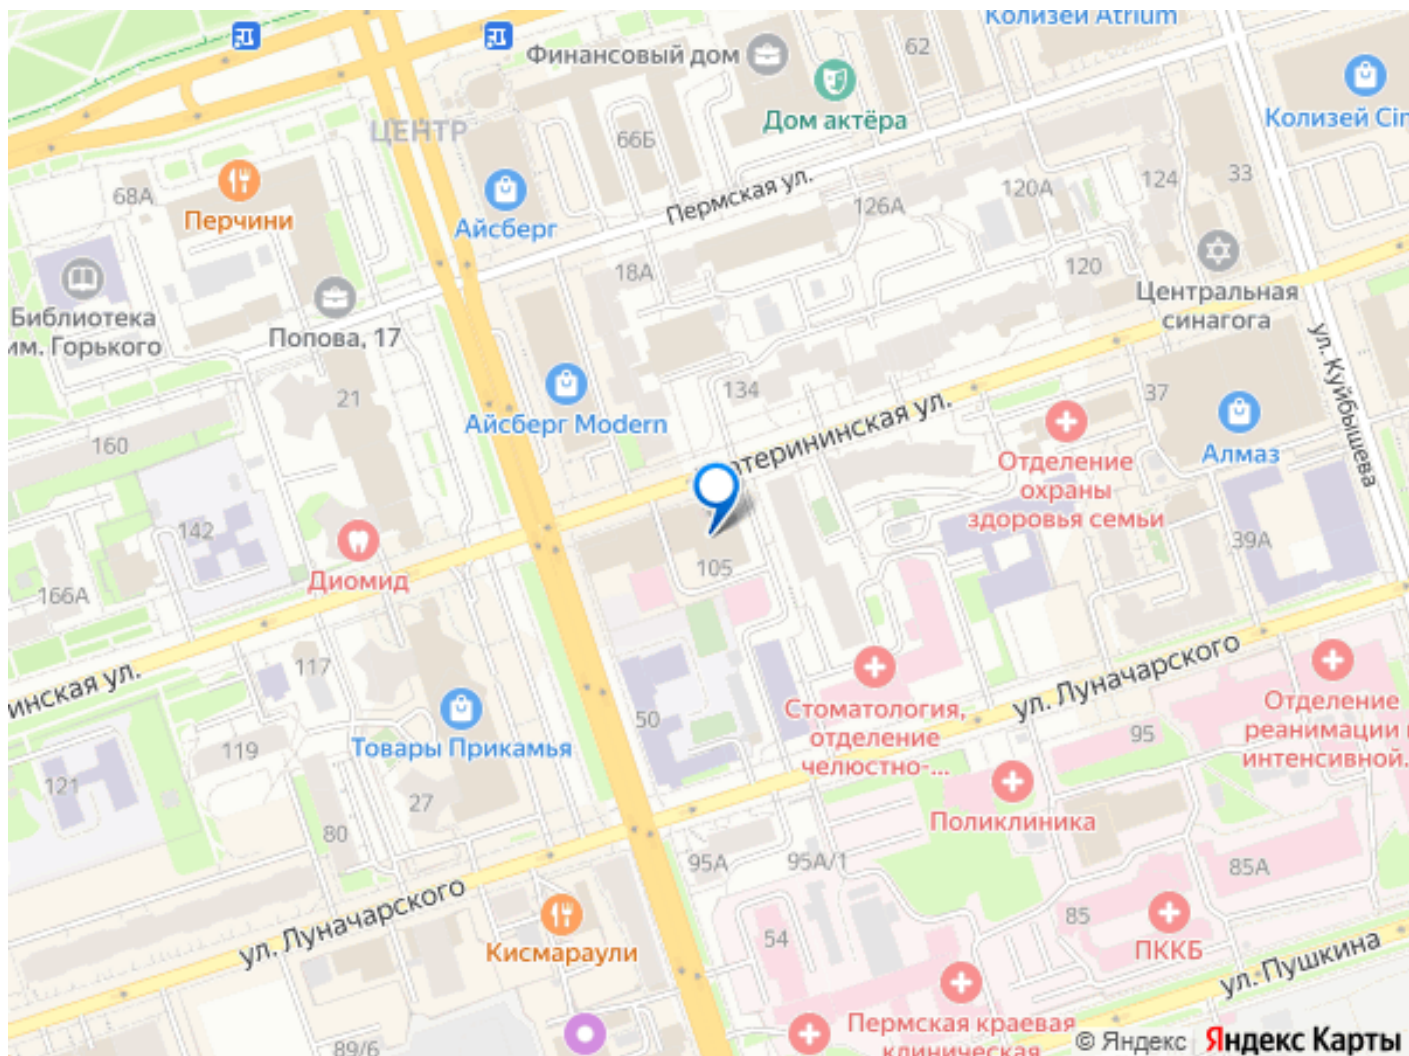 Колизей Atrium
Финансовый дом
62
Дом актёра
Колизей Cin
ЦЕНТР
66Б
68А
Перчини
Айсберг
Пермская ул.
126А
120А
124
33
18А
120
Центральная
синагога
Библиотека
им. Горького
Попова, 17
ул. Куйбышева
21
134
Айсберг Modern
37
Алмаз
160
атерининская ул.
Отделение
охраны
здоровья семьи
142
Диомид
105
39А
166А
117
инская ул.
Стоматология,
отделение
челюстно-...
ул. Луначарского
Отделение
реанимации и
интенсивной.
50
95
119
Товары Прикамья
121
27
80
Поликлиника
95А
95А/1
85А
ул. Луначарского
Кисмараули
54
85
ПККБ
ул. Пушкина
Пермская краевая
клиническая
89/6
© Яндекс Яндекс Карты